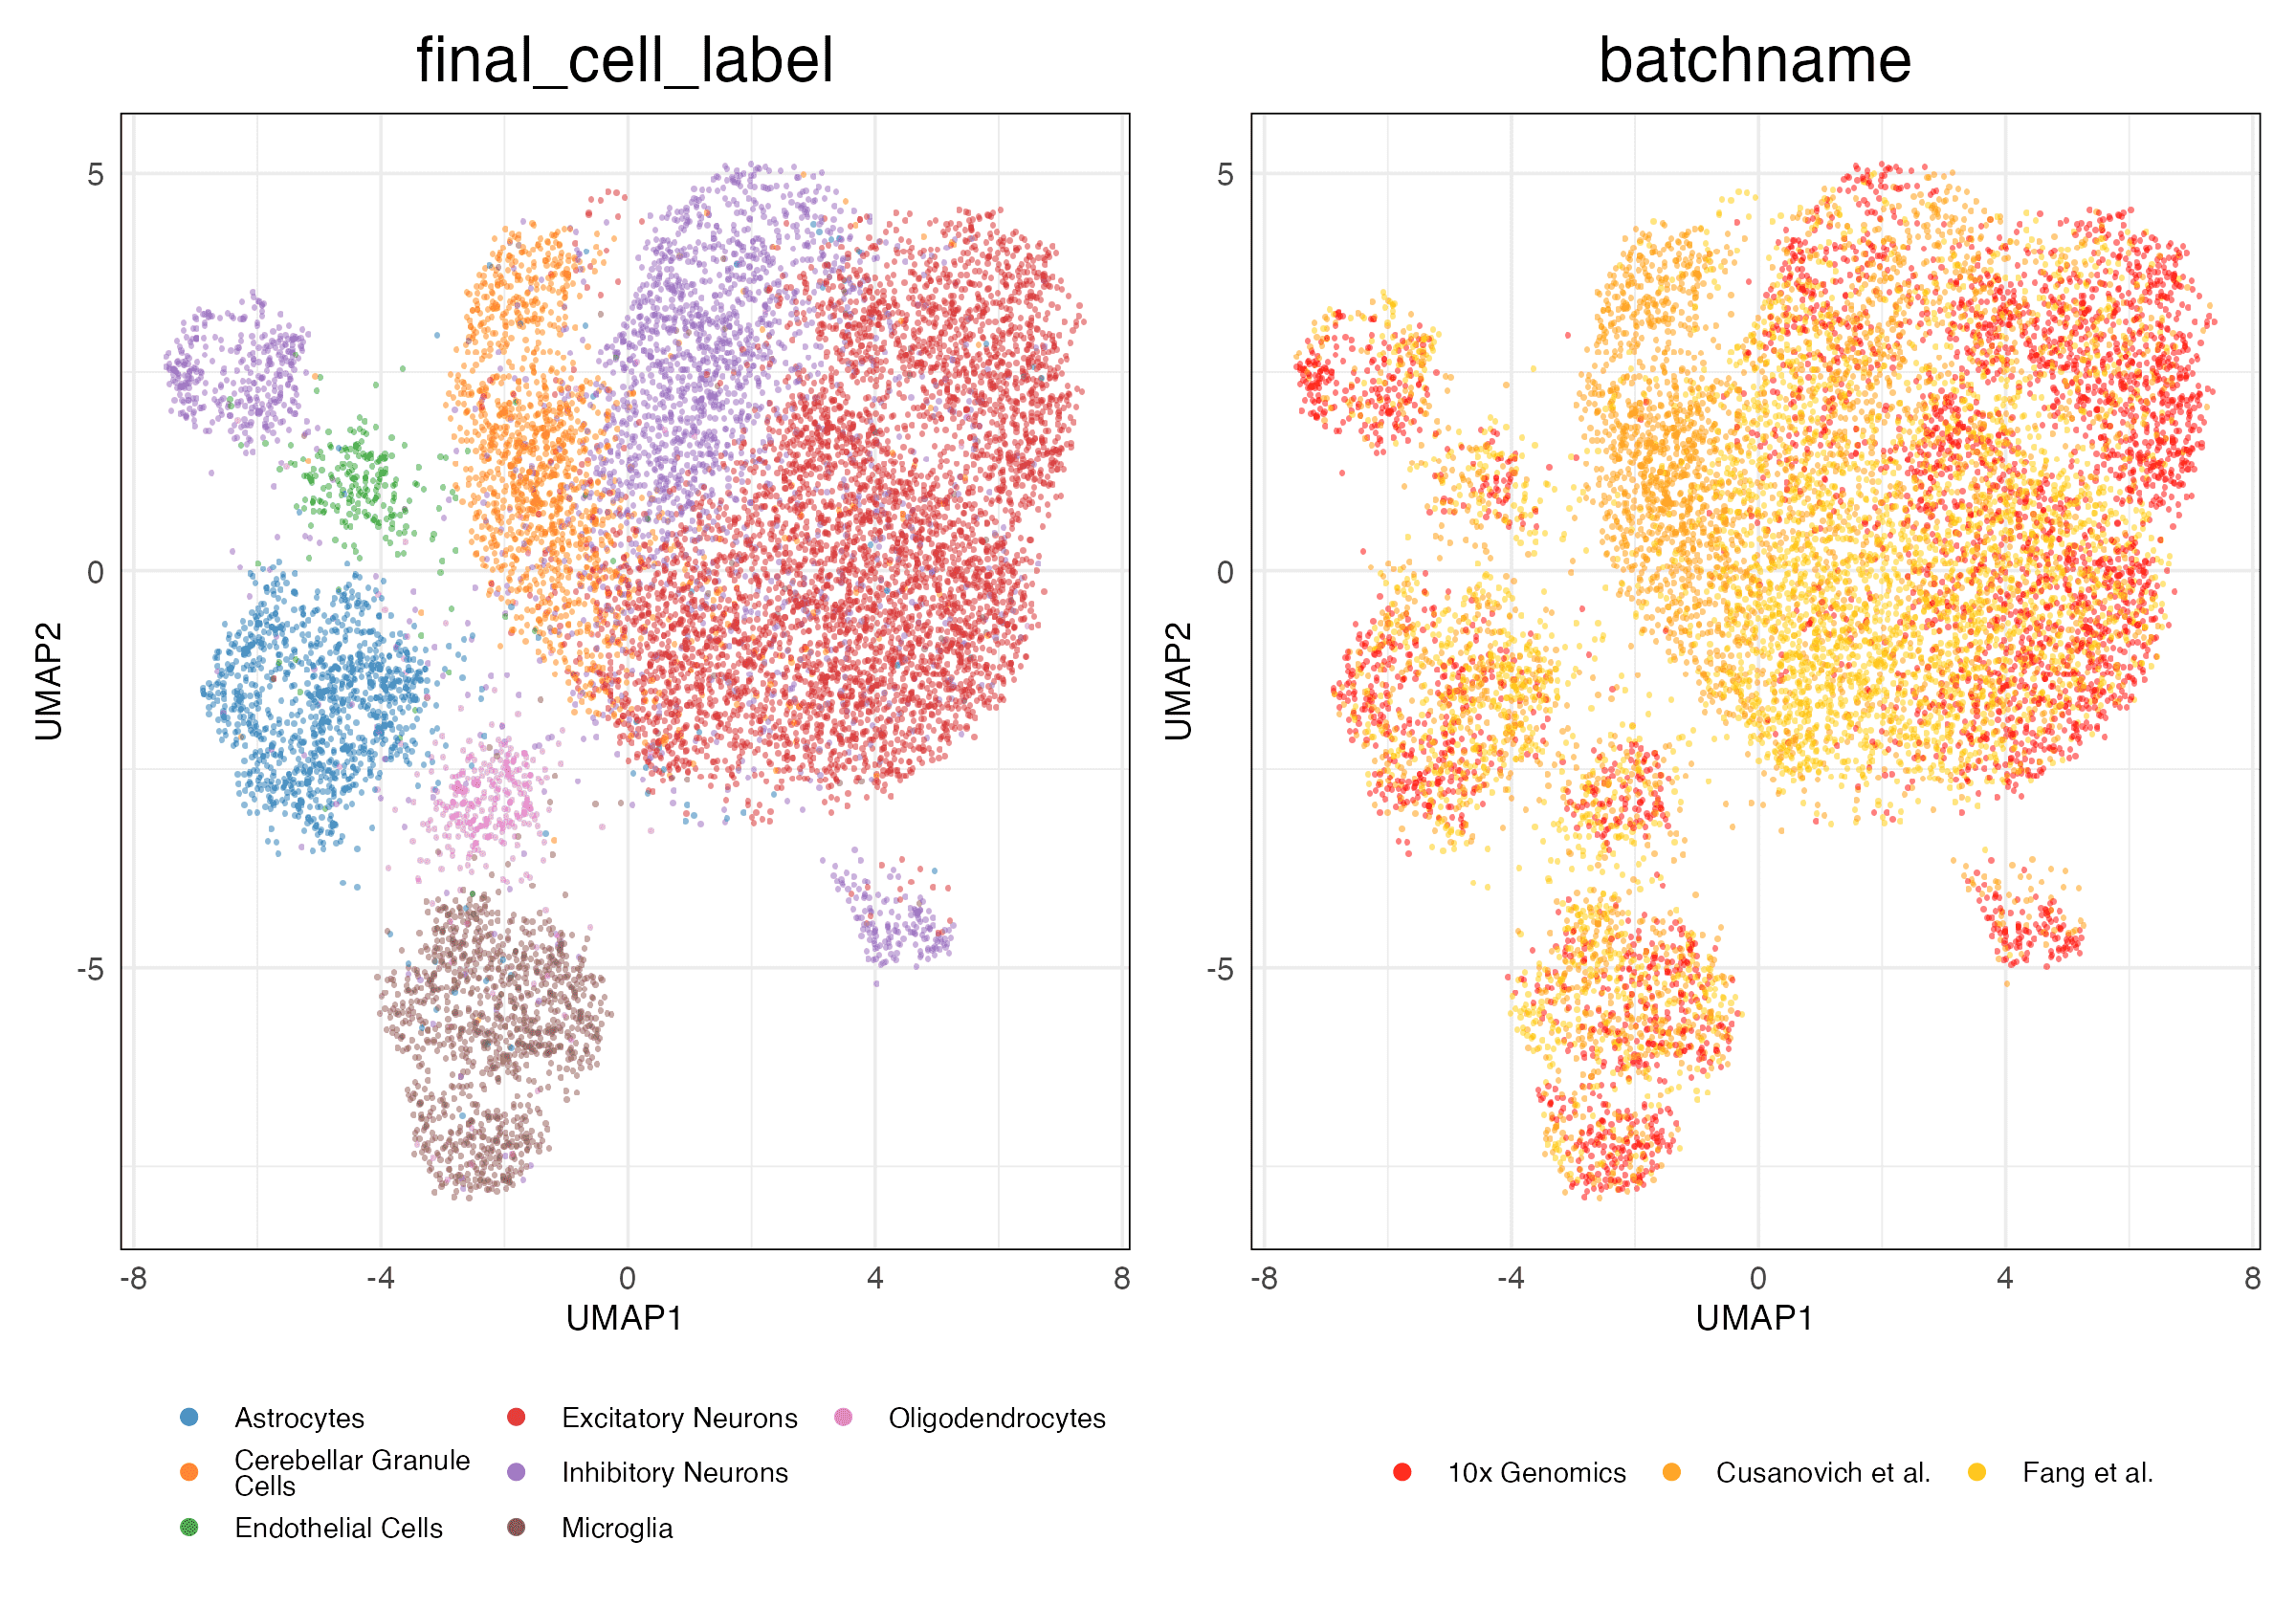 final_cell_label
batchname
5
0
-5
UMAP2
-8 -4 0 4 8
UMAP1
5
0
-5
UMAP2
-8 -4 0 4 8
UMAP1
Astrocytes
Cerebellar Granule
Cells
Endothelial Cells
Excitatory Neurons
Inhibitory Neurons
Microglia
Oligodendrocytes
10x Genomics Cusanovich et al. Fang et al.